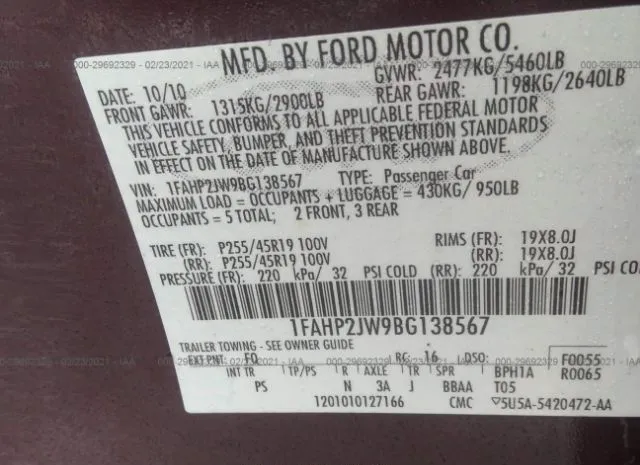 MFD. BY FORD MOTOR CO.
DATE: 10/10 GVWR: 2477KG/5460LB
FRONT GAWR: 1315KG/2900LB REAR GAWR: 1198KG/2640LB
THIS VEHICLE CONFORMS TO ALL APPLICABLE FEDERAL MOTOR
VEHICLE SAFETY, BUMPER, AND THEFT PREVENTION STANDARDS
IN EFFECT ON THE DATE OF MANUFACTURE SHOWN ABOVE.
VIN: 1FAHP2JW9BG138567 TYPE: Passenger Car
MAXIMUM LOAD = OCCUPANTS + LUGGAGE = 430KG/ 950LB
OCCUPANTS = 5 TOTAL; 2 FRONT, 3 REAR
TIRE (FR): P255/45R19 100V RIMS (FR): 19X8.0J
(RR): P255/45R19 100V (RR): 19X8.0J
PRESSURE (FR): 220 kPa/ 32 PSI COLD (RR): 220 kPa/ 32 PSI CO
1FAHP2JW9BG138567
TRAILER TOWING - SEE OWNER GUIDE
EXT PNT: FQ RC: 16 DSO: F0055
INT TR TP/PS R AXLE TR SPR BPH1A R0065
PS N 3A J BBAA T05
1201010127166 CMC 5U5A-5420472-AA
000-29692329 - 02/23/2021 - IAA